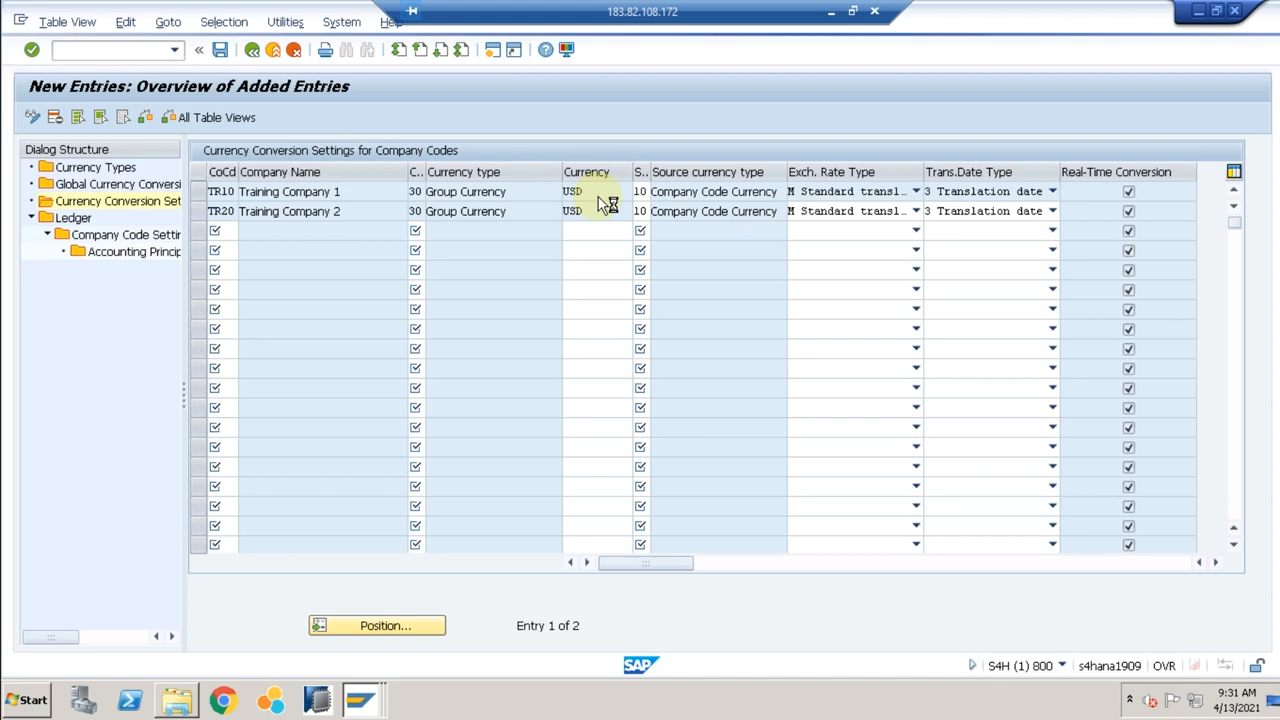 183.82.108.172
Table View Edit Goto Selection Utilities System Help
New Entries: Overview of Added Entries
All Table Views
Dialog Structure
Currency Types
Global Currency Conversi
Currency Conversion Set
Ledger
Company Code Settin
Accounting Princip
Currency Conversion Settings for Company Codes
CoCd Company Name C.. Currency type Currency S.. Source currency type Exch. Rate Type Trans.Date Type Real-Time Conversion
TR10 Training Company 1 30 Group Currency USD 10 Company Code Currency M Standard transl... 3 Translation date
TR20 Training Company 2 30 Group Currency USD 10 Company Code Currency M Standard transl... 3 Translation date
Position...
Entry 1 of 2
SAP
S4H (1) 800 s4hana1909 OVR
Start
9:31 AM
4/13/2021